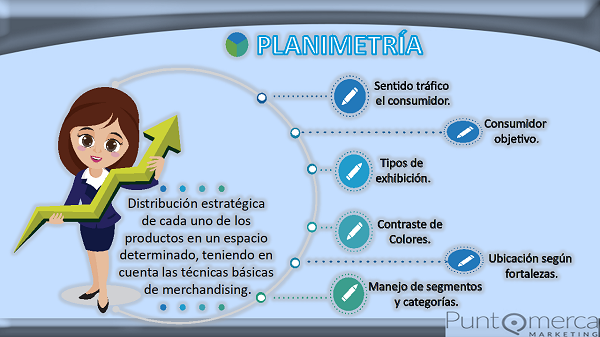 PLANIMETRÍA
Sentido tráfico
el consumidor.
Consumidor
objetivo.
Tipos de
exhibición.
Distribución estratégica
de cada uno de los
productos en un espacio
determinado, teniendo en
cuenta las técnicas básicas
de merchandising.
Contraste de
Colores.
Ubicación según
fortalezas.
Manejo de segmentos
y categorías.
Punt merca
MARKETING